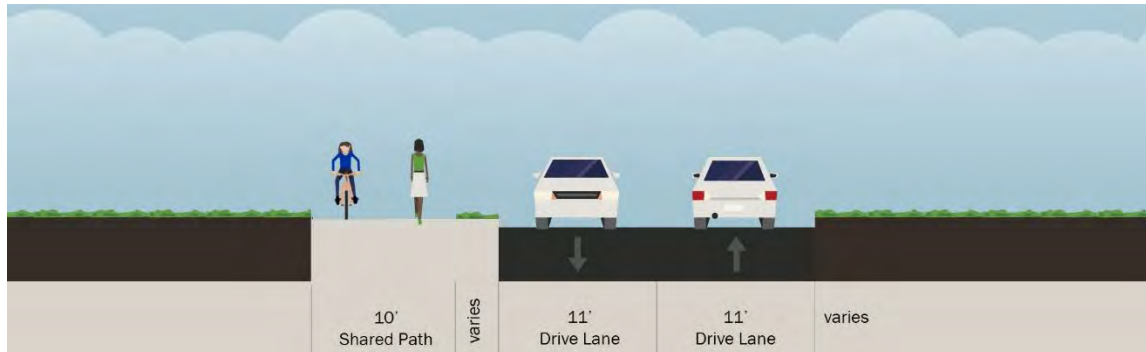 10’
Shared Path
varies
11’
Drive Lane
11’
Drive Lane
varies